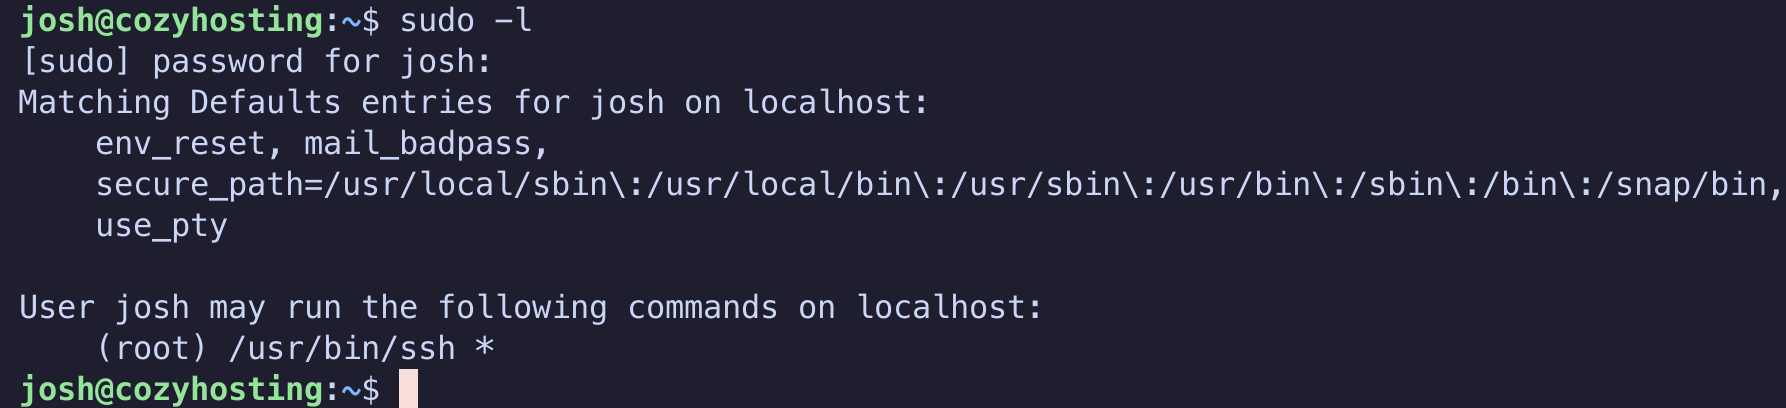 josh@cozyhosting:~$ sudo -l
[sudo] password for josh:
Matching Defaults entries for josh on localhost:
    env_reset, mail_badpass,
    secure_path=/usr/local/sbin\:/usr/local/bin\:/usr/sbin\:/usr/bin\:/sbin\:/bin\:/snap/bin,
    use_pty

User josh may run the following commands on localhost:
    (root) /usr/bin/ssh *
josh@cozyhosting:~$